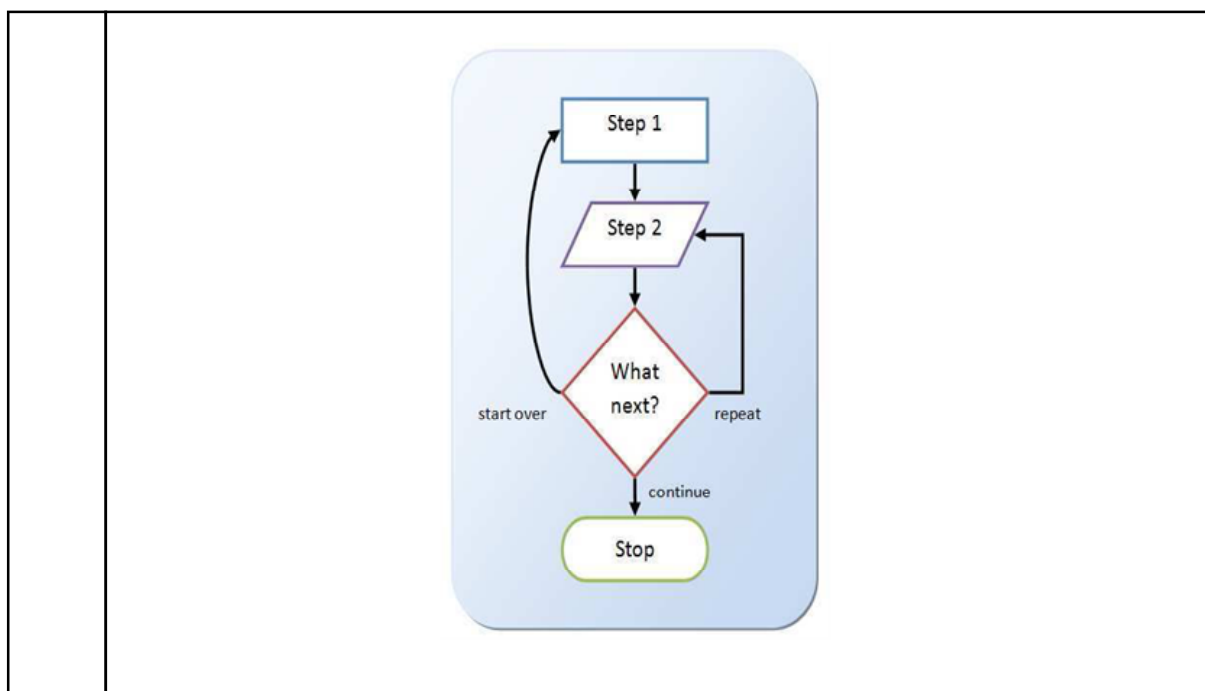 Step 1
Step 2
What
next?
start over
repeat
continue
Stop